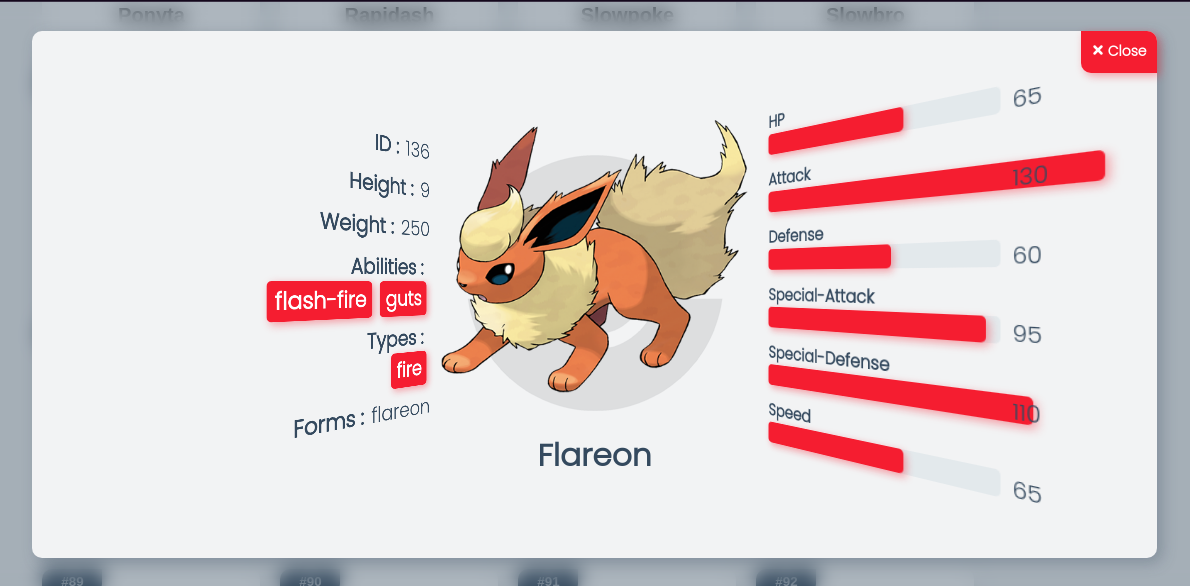 Ponyta
Rapidash
Slowpoke
Slowbro
✖ Close
ID : 136
Height : 9
Weight : 250
Abilities :
flash-fire guts
Types :
fire
Forms : flareon
Flareon
HP
65
Attack
130
Defense
60
Special-Attack
95
Special-Defense
110
Speed
65
#89
#90
#91
#92